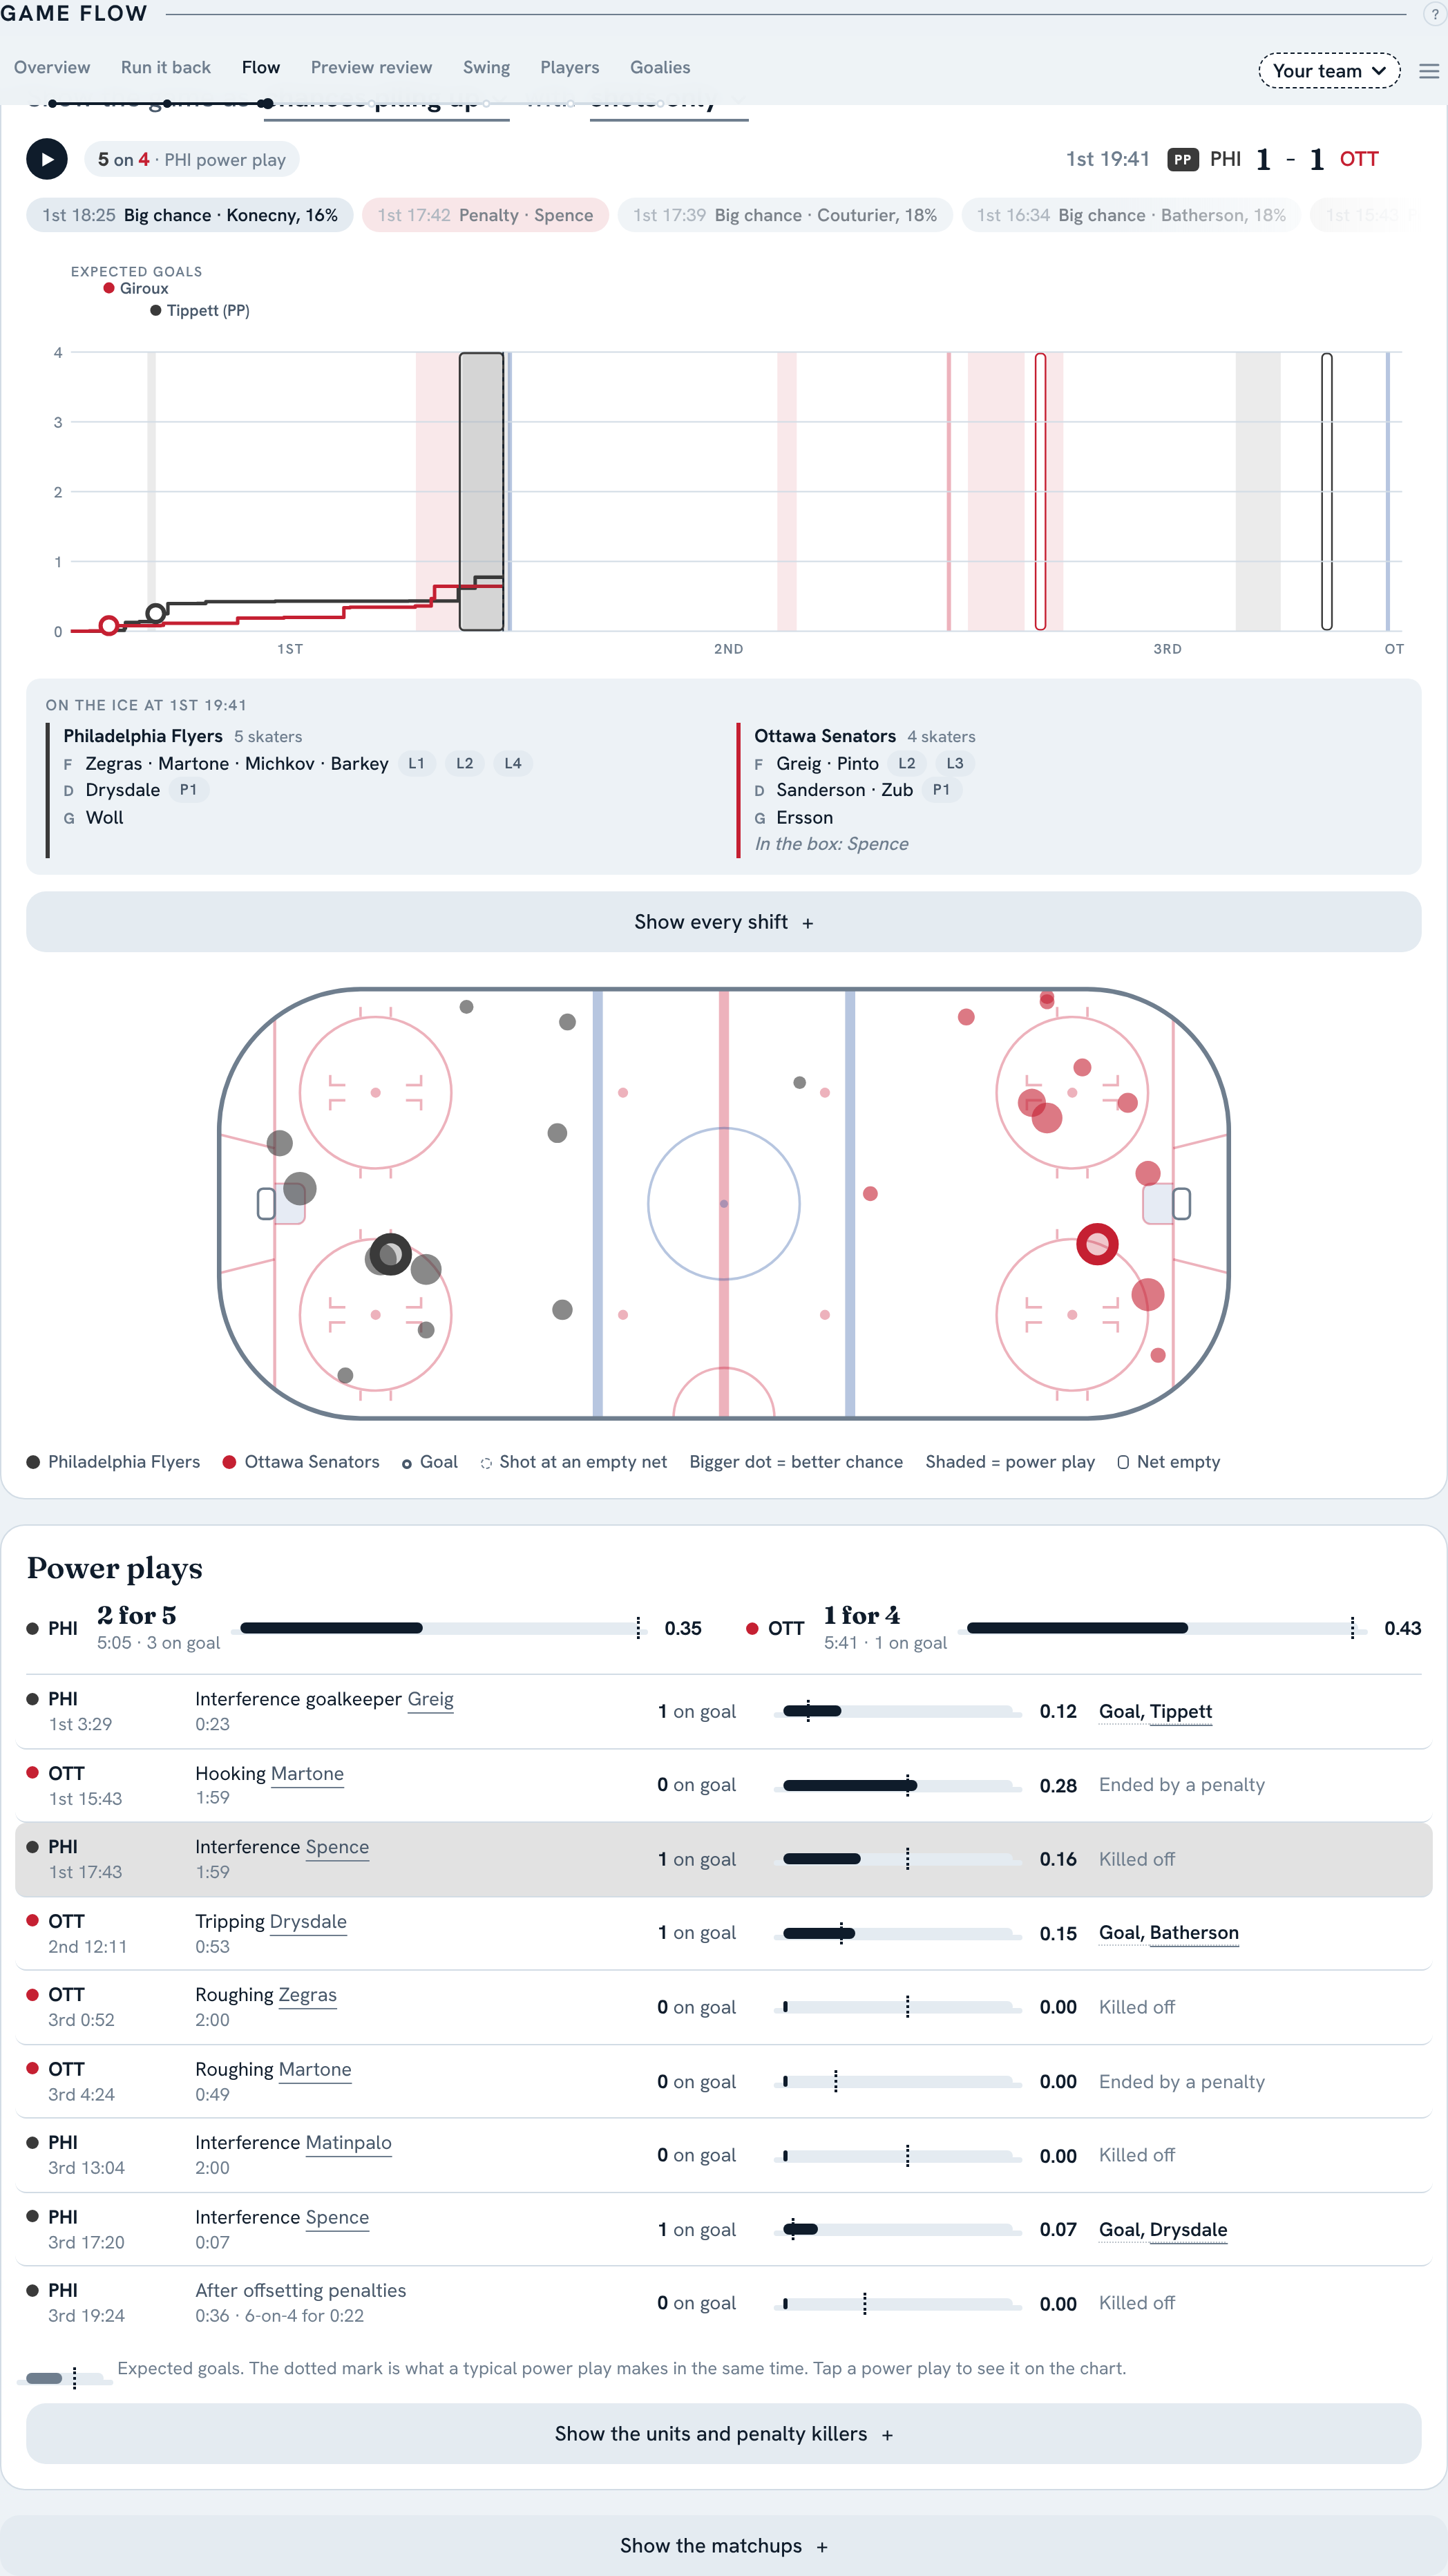 GAME FLOW ?
Overview Run it back Flow Preview review Swing Players Goalies Your team
5 on 4 · PHI power play 1st 19:41 PP PHI 1 - 1 OTT
1st 18:25 Big chance · Konecny, 16% 1st 17:42 Penalty · Spence 1st 17:39 Big chance · Couturier, 18% 1st 16:34 Big chance · Batherson, 18% 1st 15:43
EXPECTED GOALS
Giroux
Tippett (PP)
4
3
2
1
0
1ST 2ND 3RD OT
ON THE ICE AT 1ST 19:41
Philadelphia Flyers 5 skaters
F Zegras · Martone · Michkov · Barkey L1 L2 L4
D Drysdale P1
G Woll
Ottawa Senators 4 skaters
F Greig · Pinto L2 L3
D Sanderson · Zub P1
G Ersson
In the box: Spence
Show every shift +
Philadelphia Flyers Ottawa Senators Goal Shot at an empty net Bigger dot = better chance Shaded = power play Net empty
Power plays
PHI 2 for 5 0.35
5:05 · 3 on goal
OTT 1 for 4 0.43
5:41 · 1 on goal
PHI Interference goalkeeper Greig 1 on goal 0.12 Goal, Tippett
1st 3:29 0:23
OTT Hooking Martone 0 on goal 0.28 Ended by a penalty
1st 15:43 1:59
PHI Interference Spence 1 on goal 0.16 Killed off
1st 17:43 1:59
OTT Tripping Drysdale 1 on goal 0.15 Goal, Batherson
2nd 12:11 0:53
OTT Roughing Zegras 0 on goal 0.00 Killed off
3rd 0:52 2:00
OTT Roughing Martone 0 on goal 0.00 Ended by a penalty
3rd 4:24 0:49
PHI Interference Matinpalo 0 on goal 0.00 Killed off
3rd 13:04 2:00
PHI Interference Spence 1 on goal 0.07 Goal, Drysdale
3rd 17:20 0:07
PHI After offsetting penalties 0 on goal 0.00 Killed off
3rd 19:24 0:36 · 6-on-4 for 0:22
Expected goals. The dotted mark is what a typical power play makes in the same time. Tap a power play to see it on the chart.
Show the units and penalty killers +
Show the matchups +